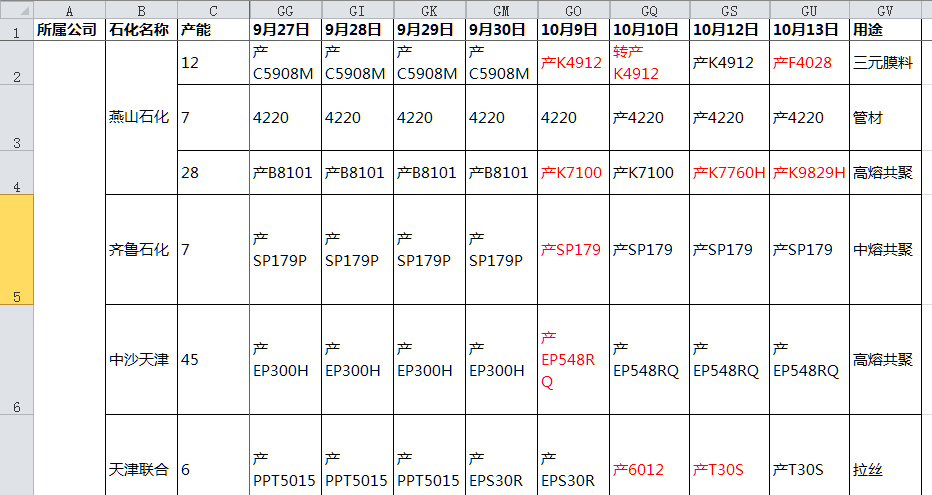 A B C GG GI GK GM GO GQ GS GU GV
1 所属公司 石化名称 产能 9月27日 9月28日 9月29日 9月30日 10月9日 10月10日 10月12日 10月13日 用途
2 12 产C5908M 产C5908M 产C5908M 产C5908M 产K4912 转产K4912 产K4912 产F4028 三元膜料
3 燕山石化 7 4220 4220 4220 4220 4220 产4220 产4220 产4220 管材
4 28 产B8101 产B8101 产B8101 产B8101 产K7100 产K7100 产K7760H 产K9829H 高熔共聚
5 齐鲁石化 7 产SP179P 产SP179P 产SP179P 产SP179P 产SP179 产SP179 产SP179 产SP179 中熔共聚
6 中沙天津 45 产EP300H 产EP300H 产EP300H 产EP300H 产EP548RQ 产EP548RQ 产EP548RQ 产EP548RQ 高熔共聚
天津联合 6 产PPT5015 产PPT5015 产PPT5015 产EPS30R 产EPS30R 产6012 产T30S 产T30S 拉丝